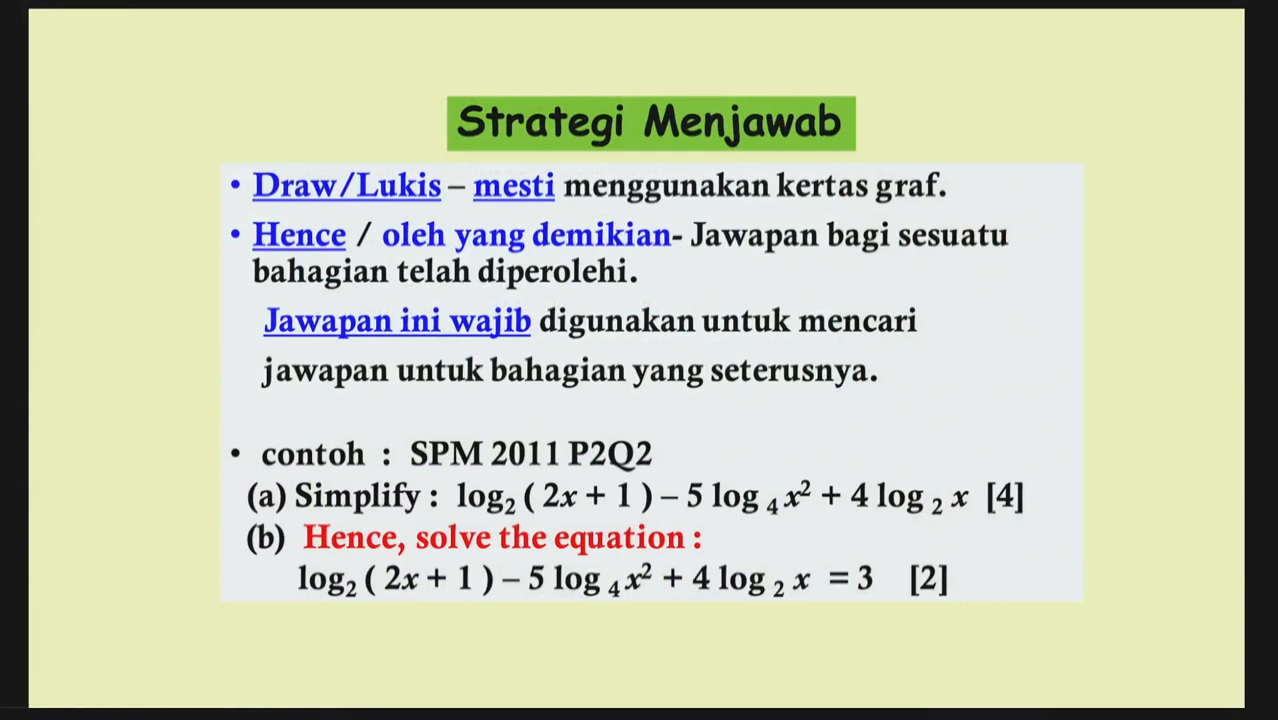 Strategi Menjawab
• Draw/Lukis – mesti menggunakan kertas graf.
• Hence / oleh yang demikian- Jawapan bagi sesuatu
bahagian telah diperolehi.
Jawapan ini wajib digunakan untuk mencari
jawapan untuk bahagian yang seterusnya.
• contoh : SPM 2011 P2Q2
(a) Simplify : log₂ ( 2x + 1 ) – 5 log ₄ x² + 4 log ₂ x [4]
(b) Hence, solve the equation :
log₂ ( 2x + 1 ) – 5 log ₄ x² + 4 log ₂ x = 3 [2]